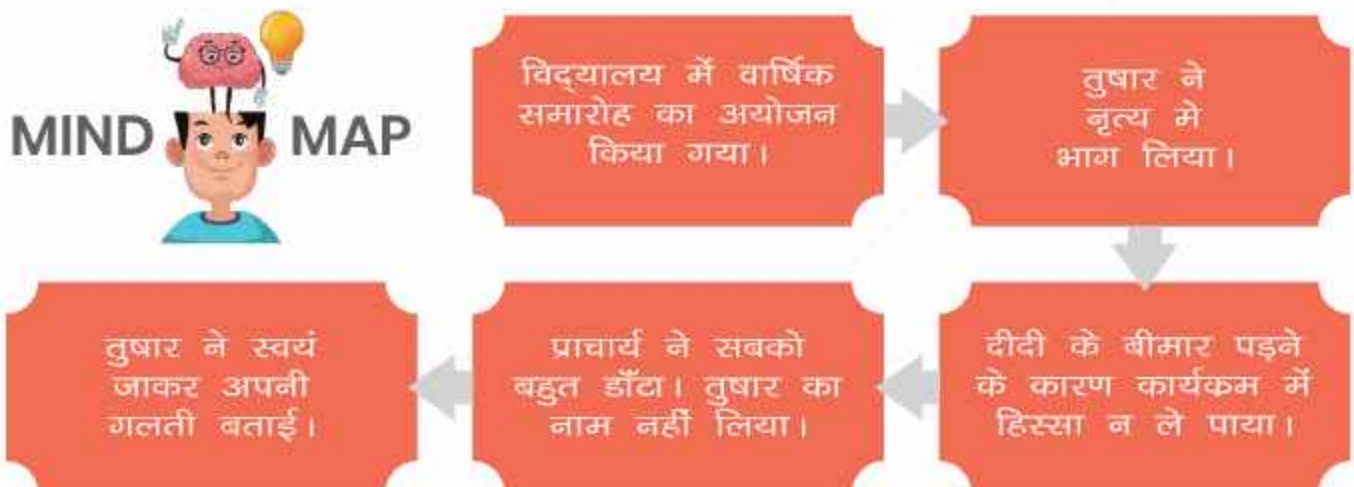 MIND MAP
विद्यालय में वार्षिक
समारोह का अयोजन
किया गया।
तुषार ने
नृत्य मे
भाग लिया।
दीदी के बीमार पड़ने
के कारण कार्यक्रम में
हिस्सा न ले पाया।
प्राचार्य ने सबको
बहुत डाँटा। तुषार का
नाम नहीं लिया।
तुषार ने स्वयं
जाकर अपनी
गलती बताई।